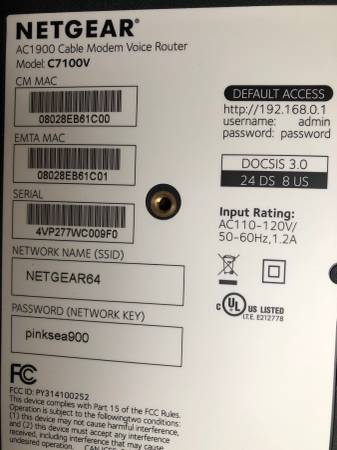 NETGEAR®
AC1900 Cable Modem Voice Router
Model: C7100V
CM MAC
08028EB61C00
EMTA MAC
08028EB61C01
SERIAL
4VP277WC009F0
NETWORK NAME (SSID)
NETGEAR64
PASSWORD (NETWORK KEY)
pinksea900
DEFAULT ACCESS
http://192.168.0.1
username: admin
password: password
DOCSIS 3.0
24 DS 8 US
Input Rating:
AC110-120V/
50-60Hz,1.2A
C UL US LISTED
I.T.E. E212778
FC
FCC ID: PY314100252
This device complies with Part 15 of the FCC Rules.
Operation is subject to the followingtwo conditions:
(1) this device may not cause harmful interference,
and (2) this device must accept any interference
received, including interference that may cause
undesired operation.